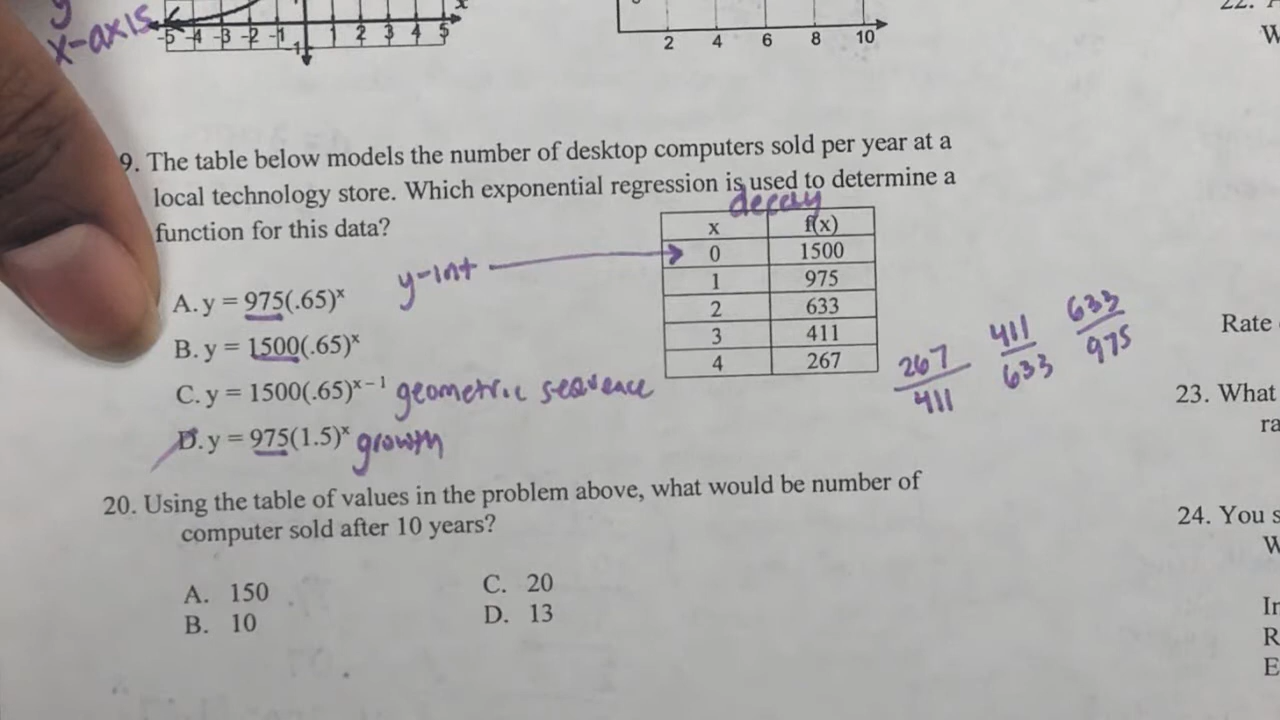 x-axis
-5 -4 -3 -2 -1 1 2 3 4 5
-1
2 4 6 8 10
9. The table below models the number of desktop computers sold per year at a
local technology store. Which exponential regression is used to determine a
function for this data?
decay
x f(x)
0 1500
1 975
2 633
3 411
4 267
y-int
A. y = 975(.65)ˣ
B. y = 1500(.65)ˣ
C. y = 1500(.65)ˣ⁻¹ geometric sequence
D. y = 975(1.5)ˣ growth
267/411 411/633 633/975
20. Using the table of values in the problem above, what would be number of
computer sold after 10 years?
A. 150 C. 20
B. 10 D. 13
22.
W
Rate
23. What
ra
24. You s
W
In
R
E